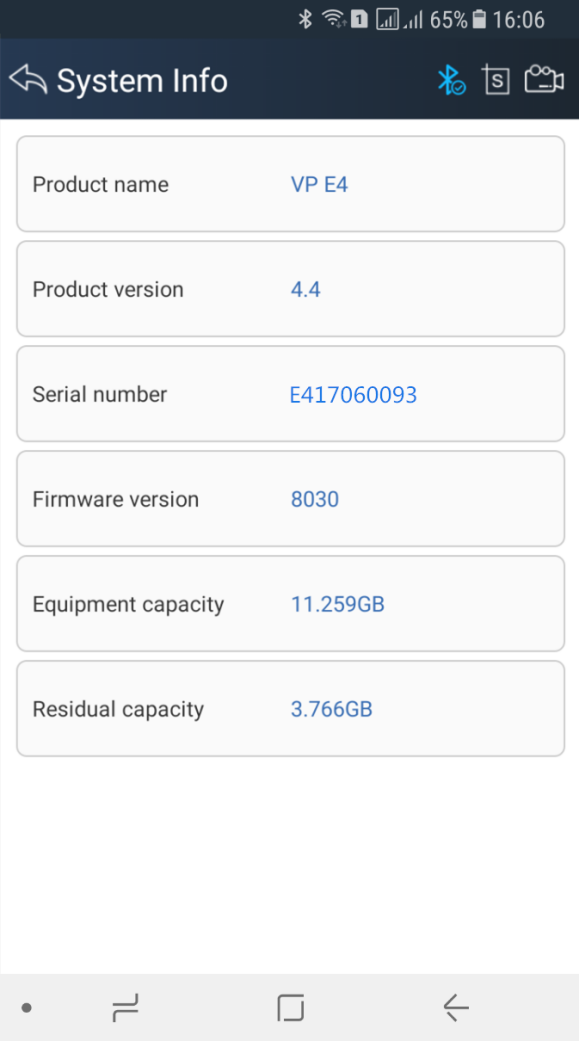 1 65% 16:06
System Info S
Product name VP E4
Product version 4.4
Serial number E417060093
Firmware version 8030
Equipment capacity 11.259GB
Residual capacity 3.766GB